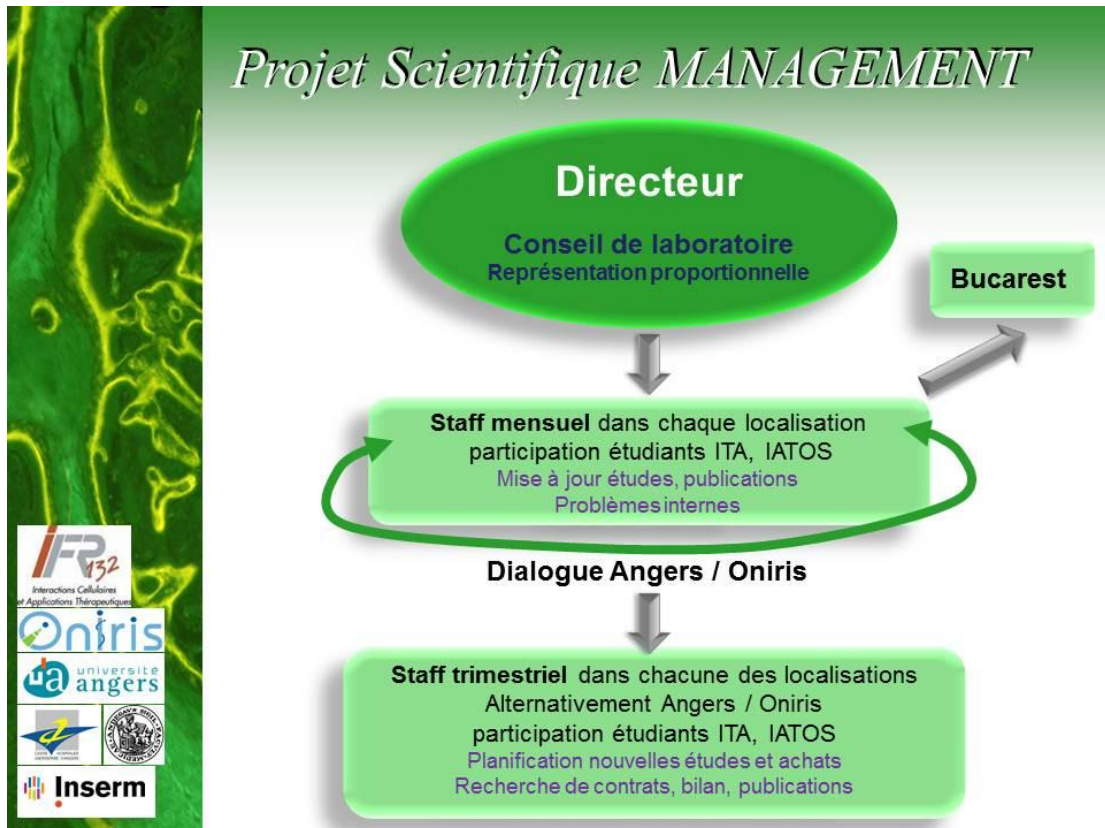 Projet Scientifique MANAGEMENT
Directeur
Conseil de laboratoire
Représentation proportionnelle
Bucarest
Staff mensuel dans chaque localisation
participation étudiants ITA, IATOS
Mise à jour études, publications
Problèmes internes
Dialogue Angers / Oniris
Staff trimestriel dans chacune des localisations
Alternativement Angers / Oniris
participation étudiants ITA, IATOS
Planification nouvelles études et achats
Recherche de contrats, bilan, publications
IFR 132
Interactions Cellulaires
et Applications Thérapeutiques
Oniris
ua université
angers
Inserm